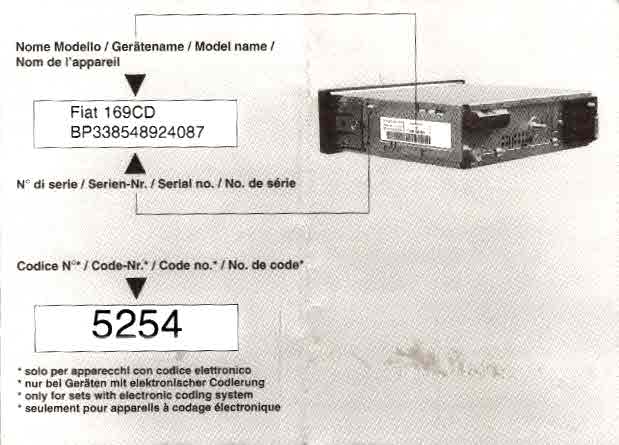 Nome Modello / Gerätename / Model name /
Nom de l'appareil
Fiat 169CD
BP338548924087
N° di serie / Serien-Nr. / Serial no. / No. de série
Codice N°* / Code-Nr.* / Code no.* / No. de code*
5254
* solo per apparecchi con codice elettronico
* nur bei Geräten mit elektronischer Codierung
* only for sets with electronic coding system
* seulement pour appareils à codage électronique